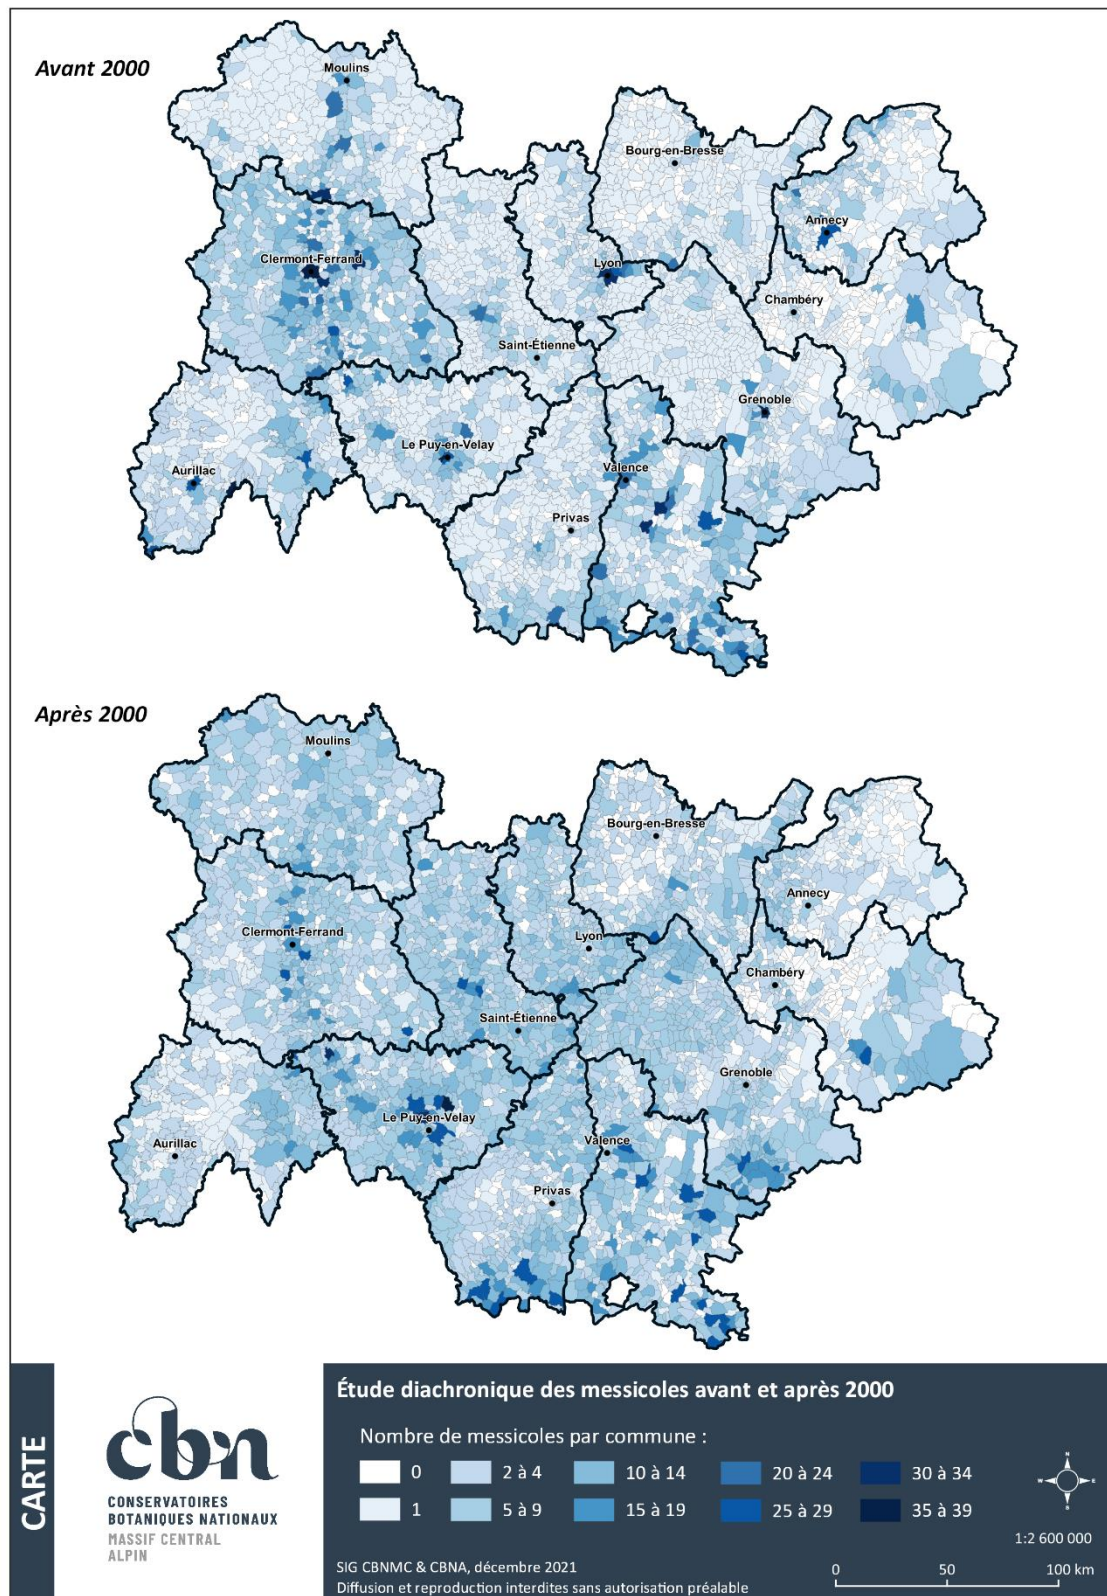 Avant 2000
Moulins
Bourg-en-Bresse
Annecy
Clermont-Ferrand
Lyon
Chambéry
Saint-Étienne
Grenoble
Le Puy-en-Velay
Aurillac
Valence
Privas
Après 2000
Moulins
Bourg-en-Bresse
Annecy
Clermont-Ferrand
Lyon
Chambéry
Saint-Étienne
Grenoble
Le Puy-en-Velay
Aurillac
Valence
Privas
CARTE
cbn
CONSERVATOIRES
BOTANIQUES NATIONAUX
MASSIF CENTRAL
ALPIN
Étude diachronique des messicoles avant et après 2000
Nombre de messicoles par commune :
0 2 à 4 10 à 14 20 à 24 30 à 34
1 5 à 9 15 à 19 25 à 29 35 à 39
N
W E
S
1:2 600 000
SIG CBNMC & CBNA, décembre 2021
Diffusion et reproduction interdites sans autorisation préalable
0 50 100 km